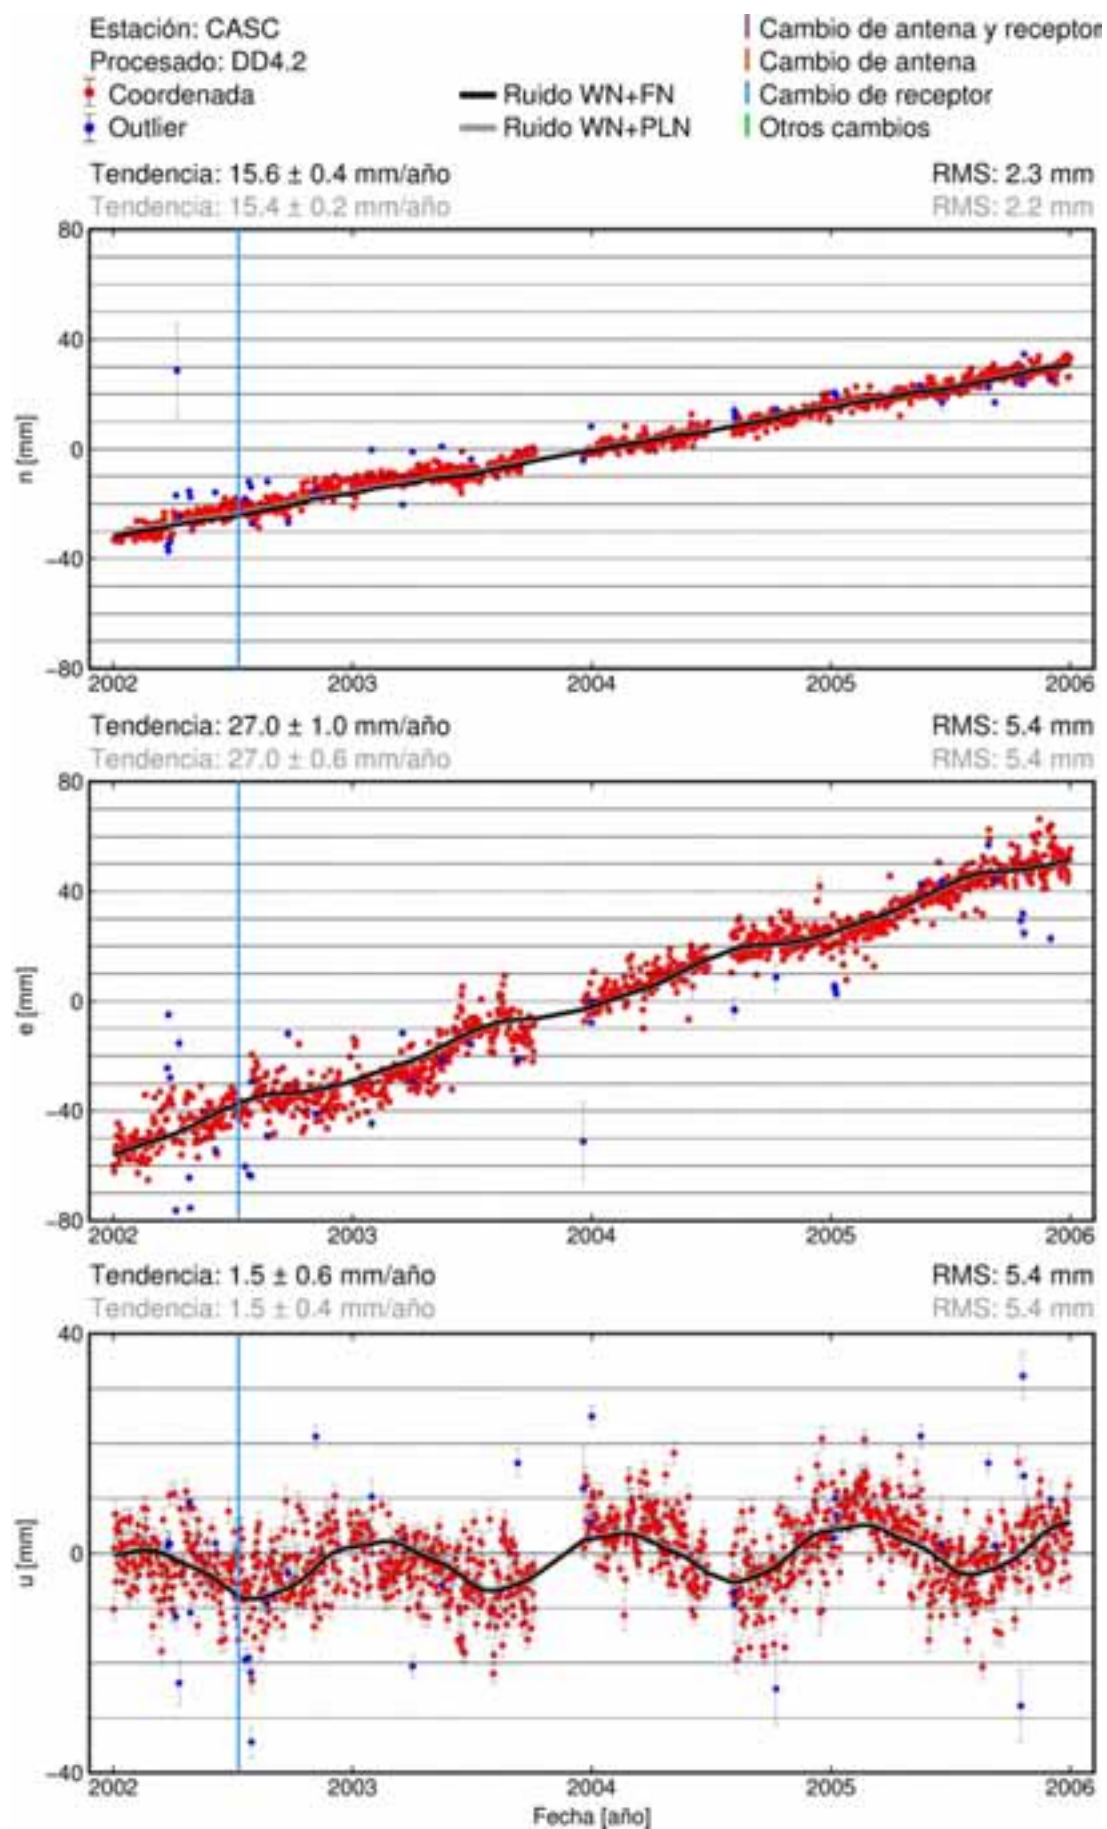 Estación: CASC
Procesado: DD4.2
Coordenada
Outlier
Ruido WN+FN
Ruido WN+PLN
Cambio de antena y receptor
Cambio de antena
Cambio de receptor
Otros cambios
Tendencia: 15.6 ± 0.4 mm/año RMS: 2.3 mm
Tendencia: 15.4 ± 0.2 mm/año RMS: 2.2 mm
80
40
0
−40
−80
n [mm]
2002 2003 2004 2005 2006
Tendencia: 27.0 ± 1.0 mm/año RMS: 5.4 mm
Tendencia: 27.0 ± 0.6 mm/año RMS: 5.4 mm
80
40
0
−40
−80
e [mm]
2002 2003 2004 2005 2006
Tendencia: 1.5 ± 0.6 mm/año RMS: 5.4 mm
Tendencia: 1.5 ± 0.4 mm/año RMS: 5.4 mm
40
0
−40
u [mm]
2002 2003 2004 2005 2006
Fecha [año]